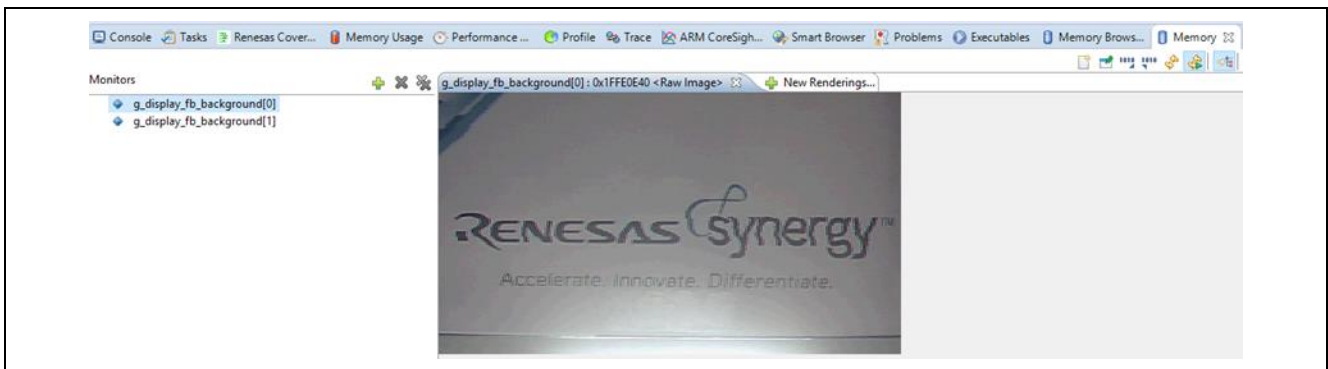 Console Tasks Renesas Cover... Memory Usage Performance ... Profile Trace ARM CoreSigh... Smart Browser Problems Executables Memory Brows... Memory
Monitors
g_display_fb_background[0] : 0x1FFE0E40 <Raw Image> New Renderings...
g_display_fb_background[0]
g_display_fb_background[1]
RENESAS synergy™
Accelerate. Innovate. Differentiate.